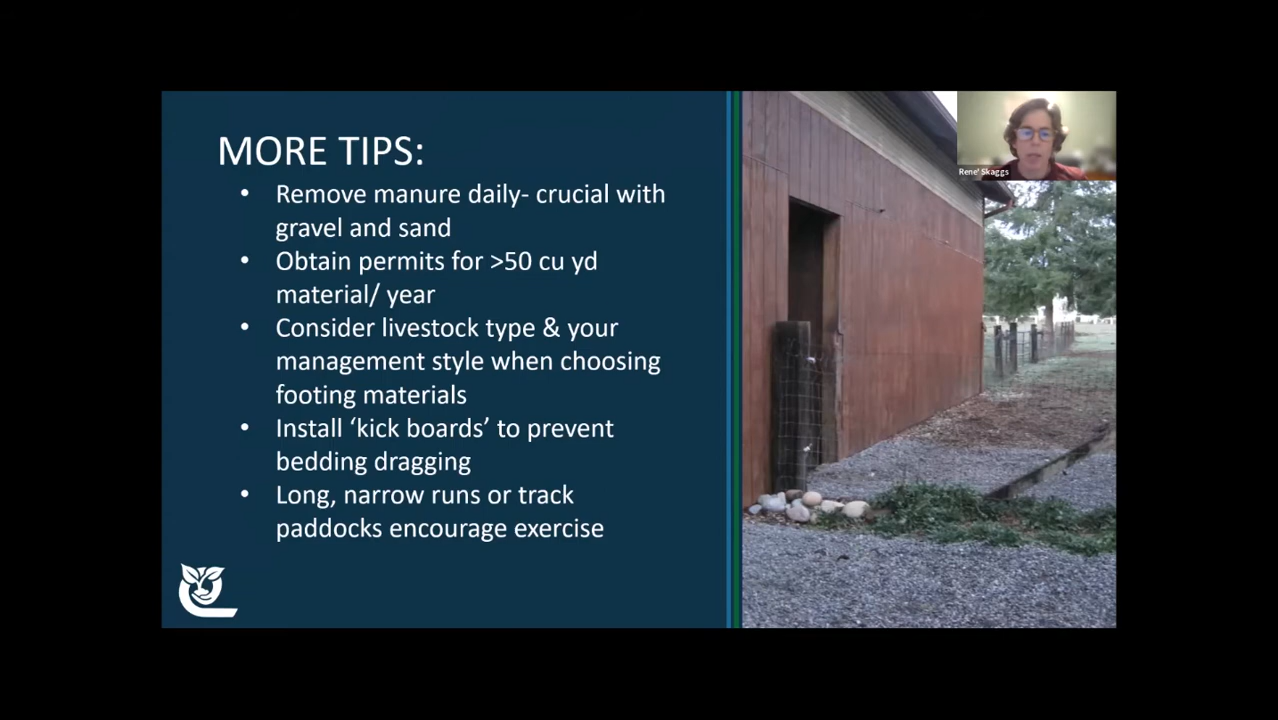 MORE TIPS:
• Remove manure daily- crucial with
gravel and sand
• Obtain permits for >50 cu yd
material/ year
• Consider livestock type & your
management style when choosing
footing materials
• Install ‘kick boards’ to prevent
bedding dragging
• Long, narrow runs or track
paddocks encourage exercise
Rene' Skaggs